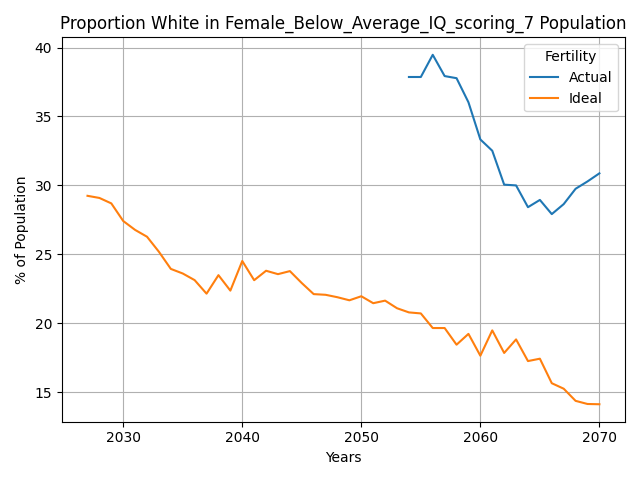 Proportion White in Female_Below_Average_IQ_scoring_7 Population
40
35
30
25
20
15
% of Population
Fertility
Actual
Ideal
2030 2040 2050 2060 2070
Years